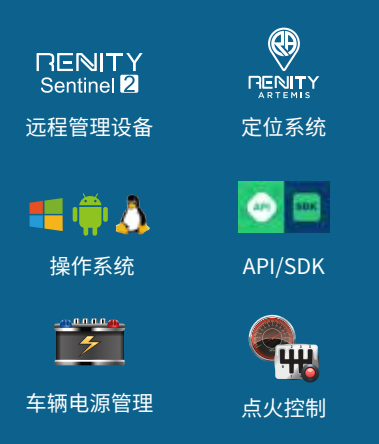 RENITY
Sentinel 2
远程管理设备
RA
RENITY
ARTEMIS
定位系统
操作系统
API SDK
API/SDK
车辆电源管理
点火控制